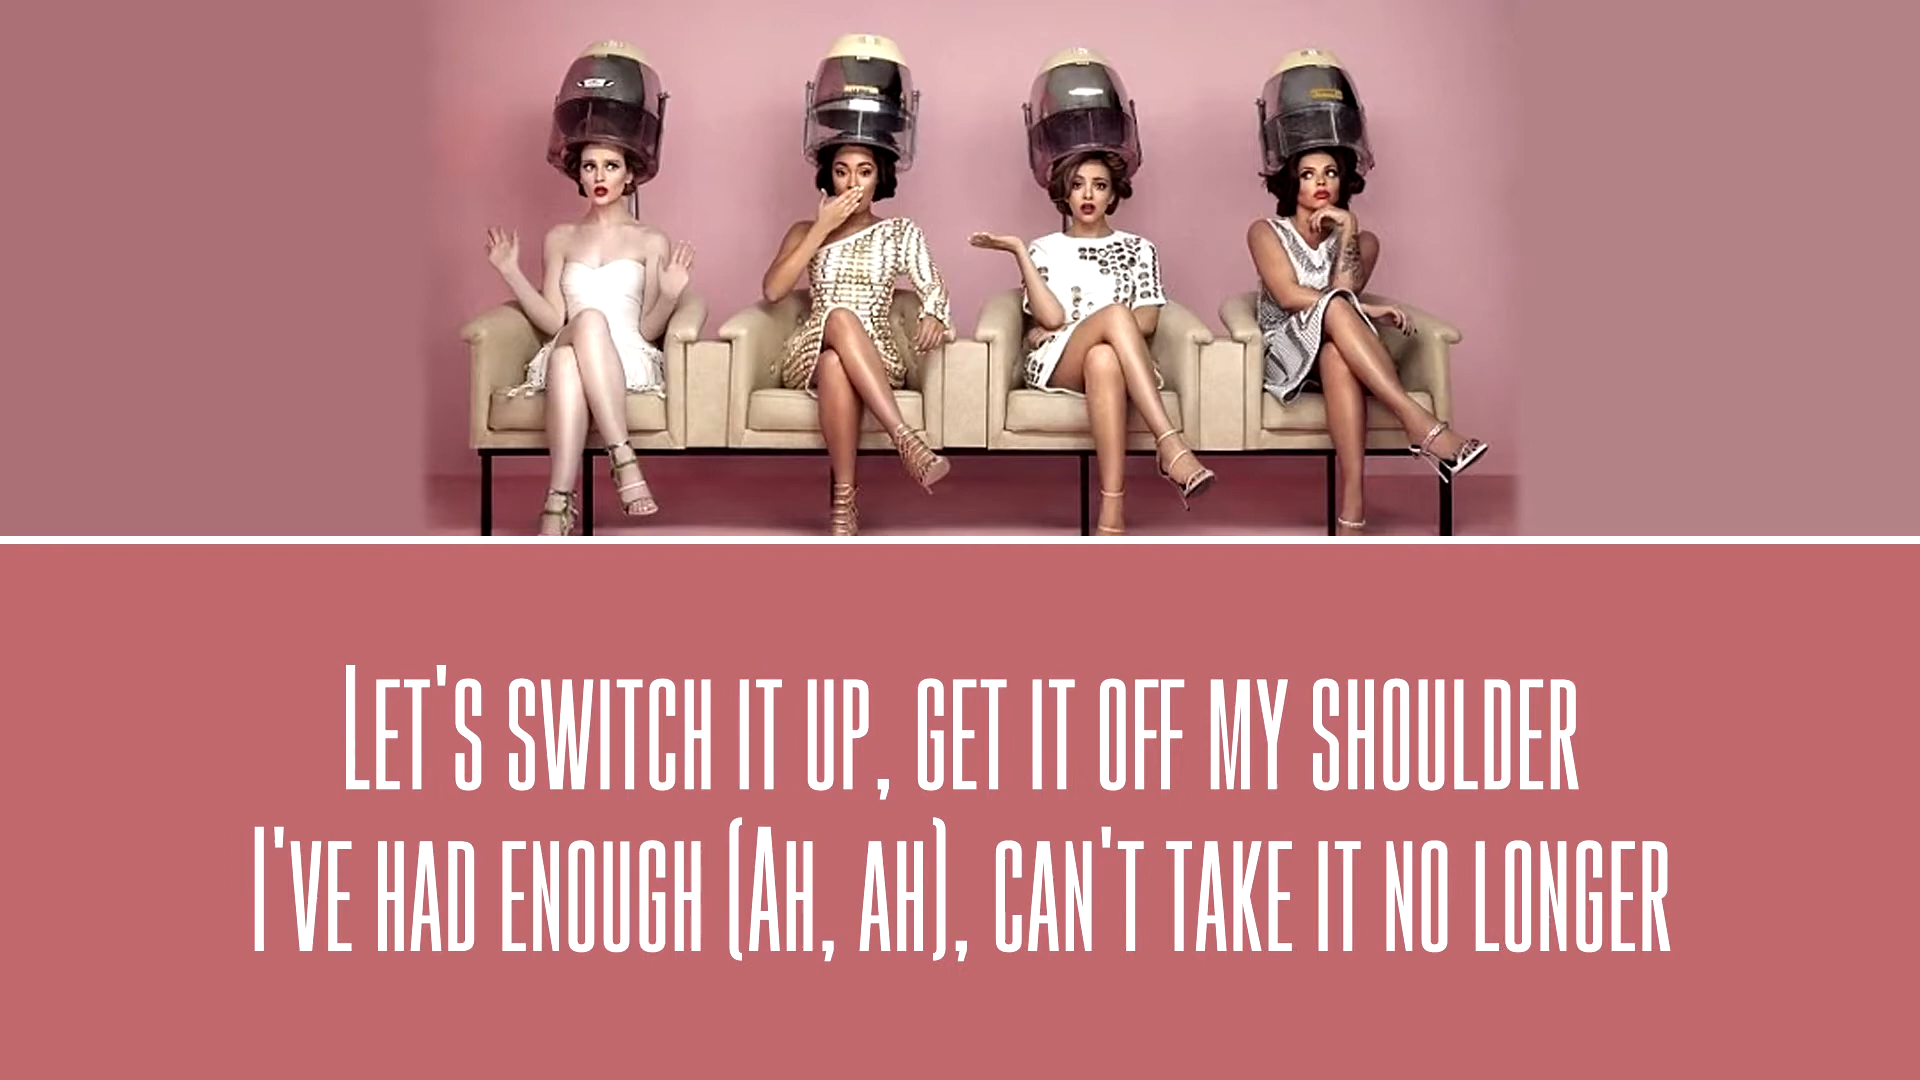 Let's switch it up, get it off my shoulder
I've had enough (Ah, ah), can't take it no longer